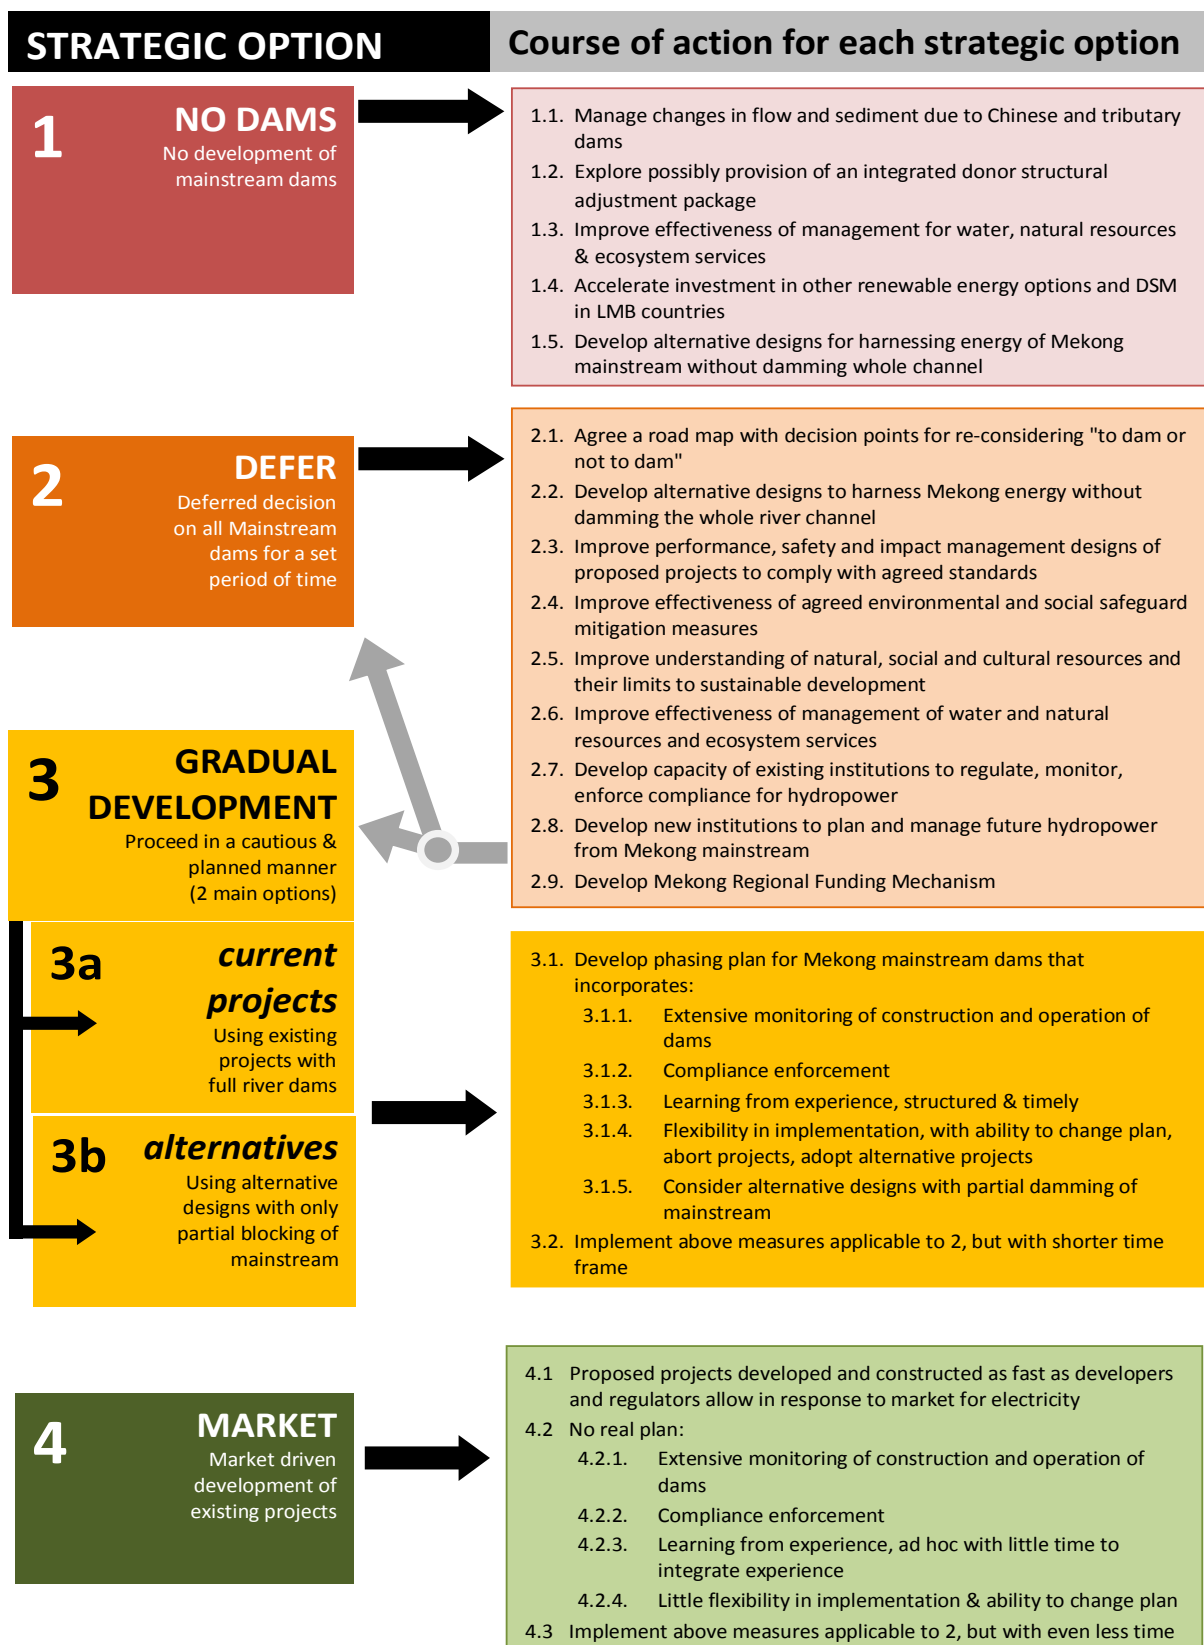 STRATEGIC OPTION
Course of action for each strategic option
1
NO DAMS
No development of
mainstream dams
1.1. Manage changes in flow and sediment due to Chinese and tributary
dams
1.2. Explore possibly provision of an integrated donor structural
adjustment package
1.3. Improve effectiveness of management for water, natural resources
& ecosystem services
1.4. Accelerate investment in other renewable energy options and DSM
in LMB countries
1.5. Develop alternative designs for harnessing energy of Mekong
mainstream without damming whole channel
2
DEFER
Deferred decision
on all Mainstream
dams for a set
period of time
2.1. Agree a road map with decision points for re-considering "to dam or
not to dam"
2.2. Develop alternative designs to harness Mekong energy without
damming the whole river channel
2.3. Improve performance, safety and impact management designs of
proposed projects to comply with agreed standards
2.4. Improve effectiveness of agreed environmental and social safeguard
mitigation measures
2.5. Improve understanding of natural, social and cultural resources and
their limits to sustainable development
2.6. Improve effectiveness of management of water and natural
resources and ecosystem services
2.7. Develop capacity of existing institutions to regulate, monitor,
enforce compliance for hydropower
2.8. Develop new institutions to plan and manage future hydropower
from Mekong mainstream
2.9. Develop Mekong Regional Funding Mechanism
3
GRADUAL
DEVELOPMENT
Proceed in a cautious &
planned manner
(2 main options)
3a
current
projects
Using existing
projects with
full river dams
3b
alternatives
Using alternative
designs with only
partial blocking of
mainstream
3.1. Develop phasing plan for Mekong mainstream dams that
incorporates:
3.1.1. Extensive monitoring of construction and operation of
dams
3.1.2. Compliance enforcement
3.1.3. Learning from experience, structured & timely
3.1.4. Flexibility in implementation, with ability to change plan,
abort projects, adopt alternative projects
3.1.5. Consider alternative designs with partial damming of
mainstream
3.2. Implement above measures applicable to 2, but with shorter time
frame
4
MARKET
Market driven
development of
existing projects
4.1 Proposed projects developed and constructed as fast as developers
and regulators allow in response to market for electricity
4.2 No real plan:
4.2.1. Extensive monitoring of construction and operation of
dams
4.2.2. Compliance enforcement
4.2.3. Learning from experience, ad hoc with little time to
integrate experience
4.2.4. Little flexibility in implementation & ability to change plan
4.3 Implement above measures applicable to 2, but with even less time